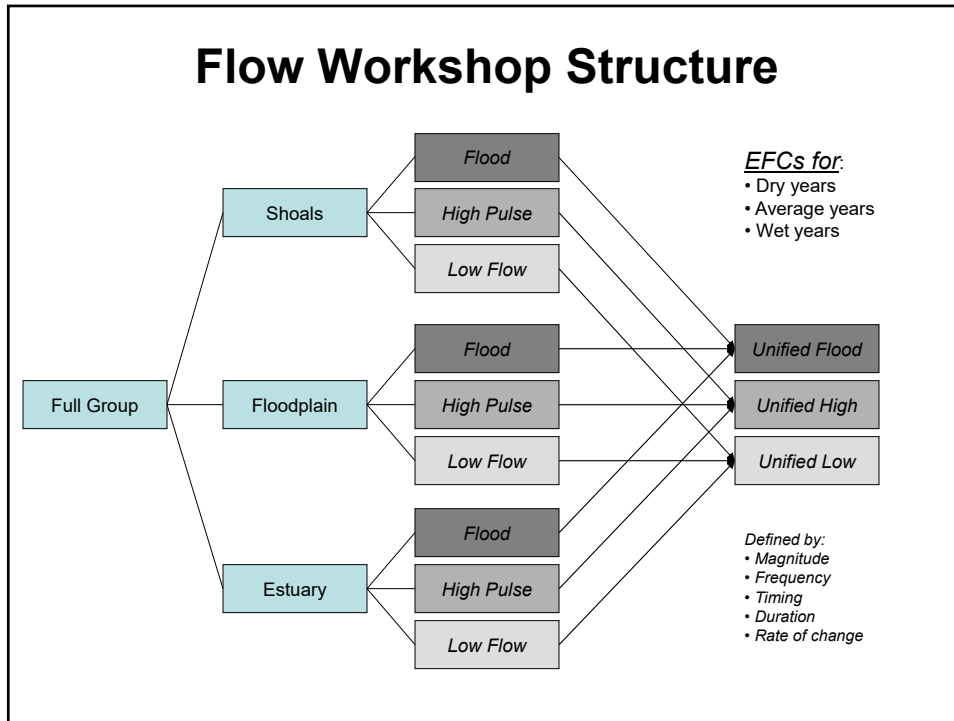 Flow Workshop Structure
Full Group
Shoals
Floodplain
Estuary
Flood
High Pulse
Low Flow
Flood
High Pulse
Low Flow
Flood
High Pulse
Low Flow
EFCs for:
• Dry years
• Average years
• Wet years
Unified Flood
Unified High
Unified Low
Defined by:
• Magnitude
• Frequency
• Timing
• Duration
• Rate of change